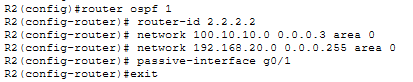 R2(config)#router ospf 1
R2(config-router)# router-id 2.2.2.2
R2(config-router)# network 100.10.10.0 0.0.0.3 area 0
R2(config-router)# network 192.168.20.0 0.0.0.255 area 0
R2(config-router)# passive-interface g0/1
R2(config-router)#exit